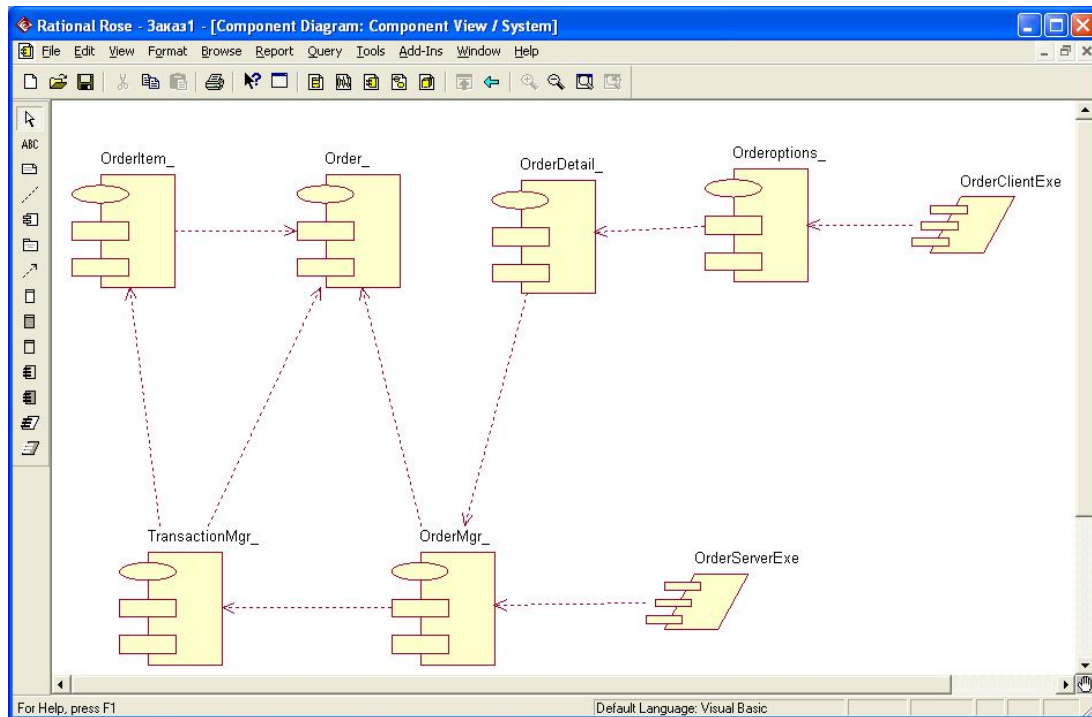 Rational Rose - Заказ1 - [Component Diagram: Component View / System]
File Edit View Format Browse Report Query Tools Add-Ins Window Help
ABC
OrderItem_
Order_
OrderDetail_
Orderoptions_
OrderClientExe
TransactionMgr_
OrderMgr_
OrderServerExe
For Help, press F1
Default Language: Visual Basic